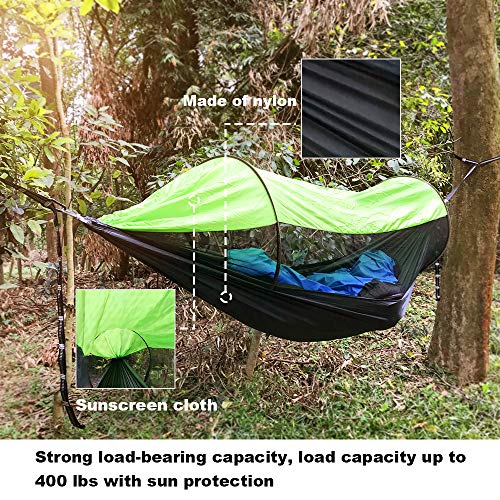 Made of nylon
Sunscreen cloth
Strong load-bearing capacity, load capacity up to
400 lbs with sun protection